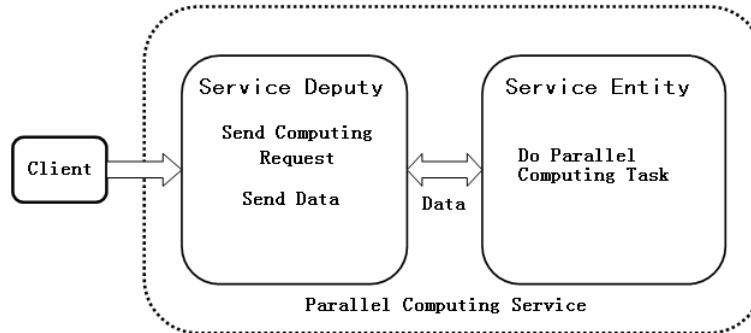 Client
Service Deputy
Send Computing
Request
Send Data
Data
Service Entity
Do Parallel
Computing Task
Parallel Computing Service